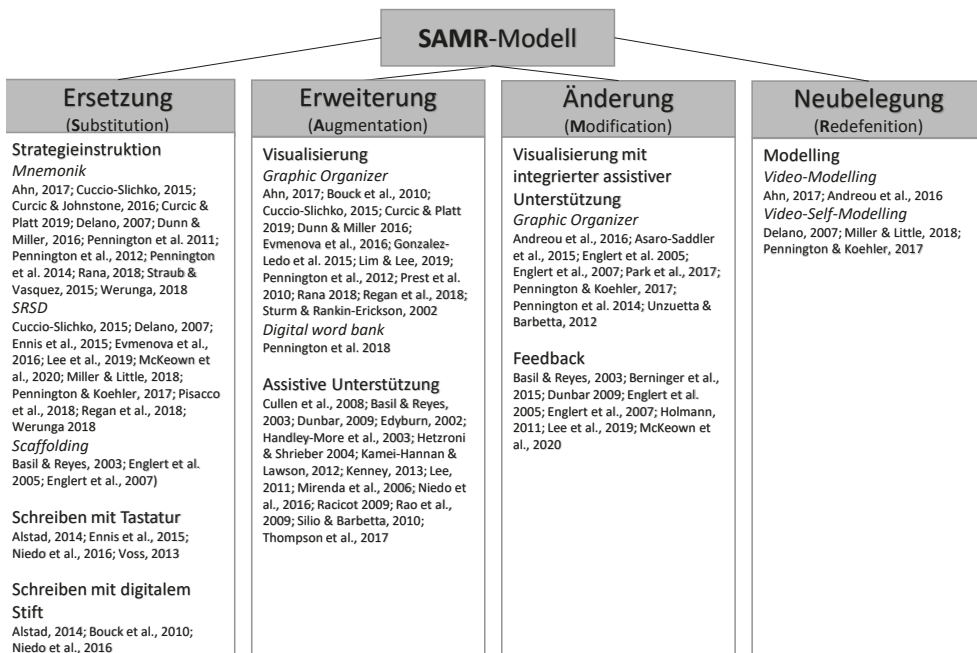 SAMR-Modell
Ersetzung
(Substitution)
Strategieinstruktion
Mnemonik
Ahn, 2017; Cuccio-Slichko, 2015;
Curcic & Johnstone, 2016; Curcic &
Platt 2019; Delano, 2007; Dunn &
Miller, 2016; Pennington et al. 2011;
Pennington et al., 2012; Pennington
et al. 2014; Rana, 2018; Straub &
Vasquez, 2015; Werunga, 2018
SRSD
Cuccio-Slichko, 2015; Delano, 2007;
Ennis et al., 2015; Evmenova et al.,
2016; Lee et al., 2019; McKeown et
al., 2020; Miller & Little, 2018;
Pennington & Koehler, 2017; Pisacco
et al., 2018; Regan et al., 2018;
Werunga 2018
Scaffolding
Basil & Reyes, 2003; Englert et al.
2005; Englert et al., 2007)
Schreiben mit Tastatur
Alstad, 2014; Ennis et al., 2015;
Niedo et al., 2016; Voss, 2013
Schreiben mit digitalem
Stift
Alstad, 2014; Bouck et al., 2010;
Niedo et al., 2016
Erweiterung
(Augmentation)
Visualisierung
Graphic Organizer
Ahn, 2017; Bouck et al., 2010;
Cuccio-Slichko, 2015; Curcic & Platt
2019; Dunn & Miller 2016;
Evmenova et al., 2016; Gonzalez-
Ledo et al. 2015; Lim & Lee, 2019;
Pennington et al., 2012; Prest et al.
2010; Rana 2018; Regan et al., 2018;
Sturm & Rankin-Erickson, 2002
Digital word bank
Pennington et al. 2018
Assistive Unterstützung
Cullen et al., 2008; Basil & Reyes,
2003; Dunbar, 2009; Edyburn, 2002;
Handley-More et al., 2003; Hetzroni
& Shrieber 2004; Kamei-Hannan &
Lawson, 2012; Kenney, 2013; Lee,
2011; Mirenda et al., 2006; Niedo et
al., 2016; Racicot 2009; Rao et al.,
2009; Silio & Barbetta, 2010;
Thompson et al., 2017
Änderung
(Modification)
Visualisierung mit
integrierter assistiver
Unterstützung
Graphic Organizer
Andreou et al., 2016; Asaro-Saddler
et al., 2015; Englert et al. 2005;
Englert et al., 2007; Park et al., 2017;
Pennington & Koehler, 2017;
Pennington et al. 2014; Unzuetta &
Barbetta, 2012
Feedback
Basil & Reyes, 2003; Berninger et al.,
2015; Dunbar 2009; Englert et al.
2005; Englert et al., 2007; Holmann,
2011; Lee et al., 2019; McKeown et
al., 2020
Neubelegung
(Redefenition)
Modelling
Video-Modelling
Ahn, 2017; Andreou et al., 2016
Video-Self-Modelling
Delano, 2007; Miller & Little, 2018;
Pennington & Koehler, 2017